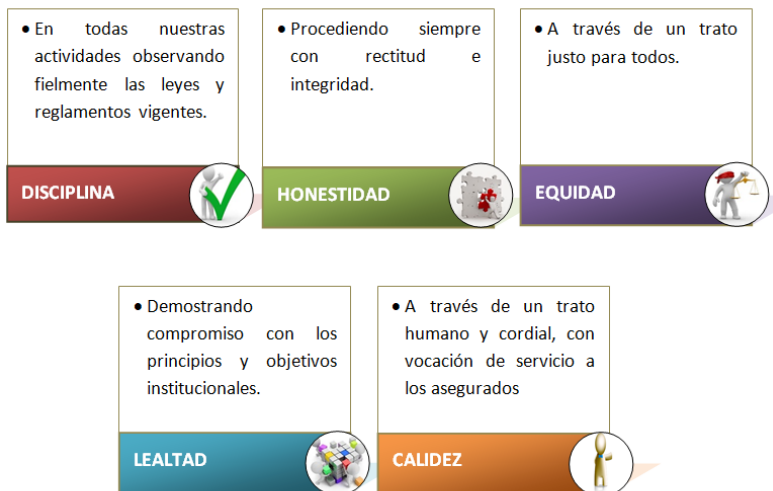 • En todas nuestras
actividades observando
fielmente las leyes y
reglamentos vigentes.
DISCIPLINA
• Procediendo siempre
con rectitud e
integridad.
HONESTIDAD
• A través de un trato
justo para todos.
EQUIDAD
• Demostrando
compromiso con los
principios y objetivos
institucionales.
LEALTAD
• A través de un trato
humano y cordial, con
vocación de servicio a
los asegurados
CALIDEZ